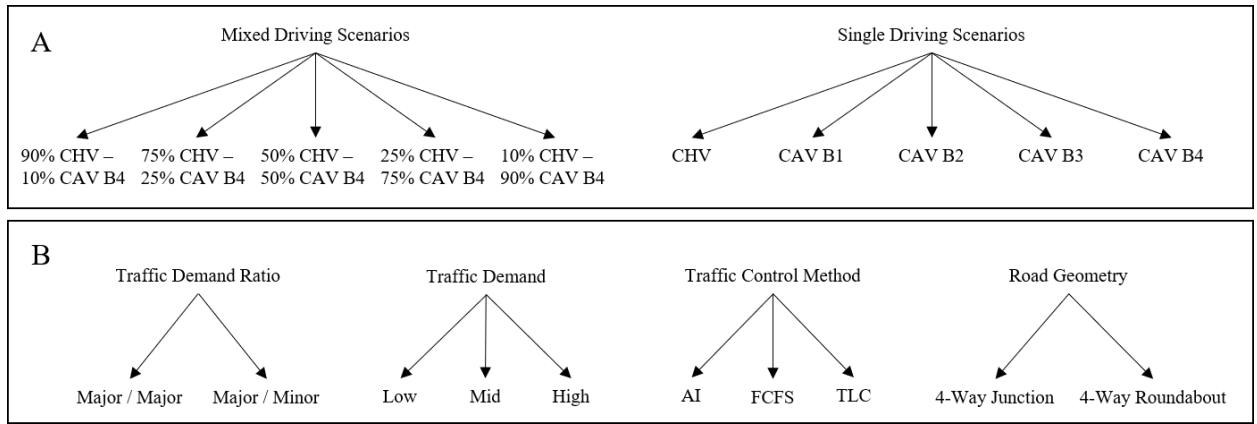 A
Mixed Driving Scenarios
Single Driving Scenarios
90% CHV –
10% CAV B4
75% CHV –
25% CAV B4
50% CHV –
50% CAV B4
25% CHV –
75% CAV B4
10% CHV –
90% CAV B4
CHV
CAV B1
CAV B2
CAV B3
CAV B4
B
Traffic Demand Ratio
Traffic Demand
Traffic Control Method
Road Geometry
Major / Major
Major / Minor
Low
Mid
High
AI
FCFS
TLC
4-Way Junction
4-Way Roundabout